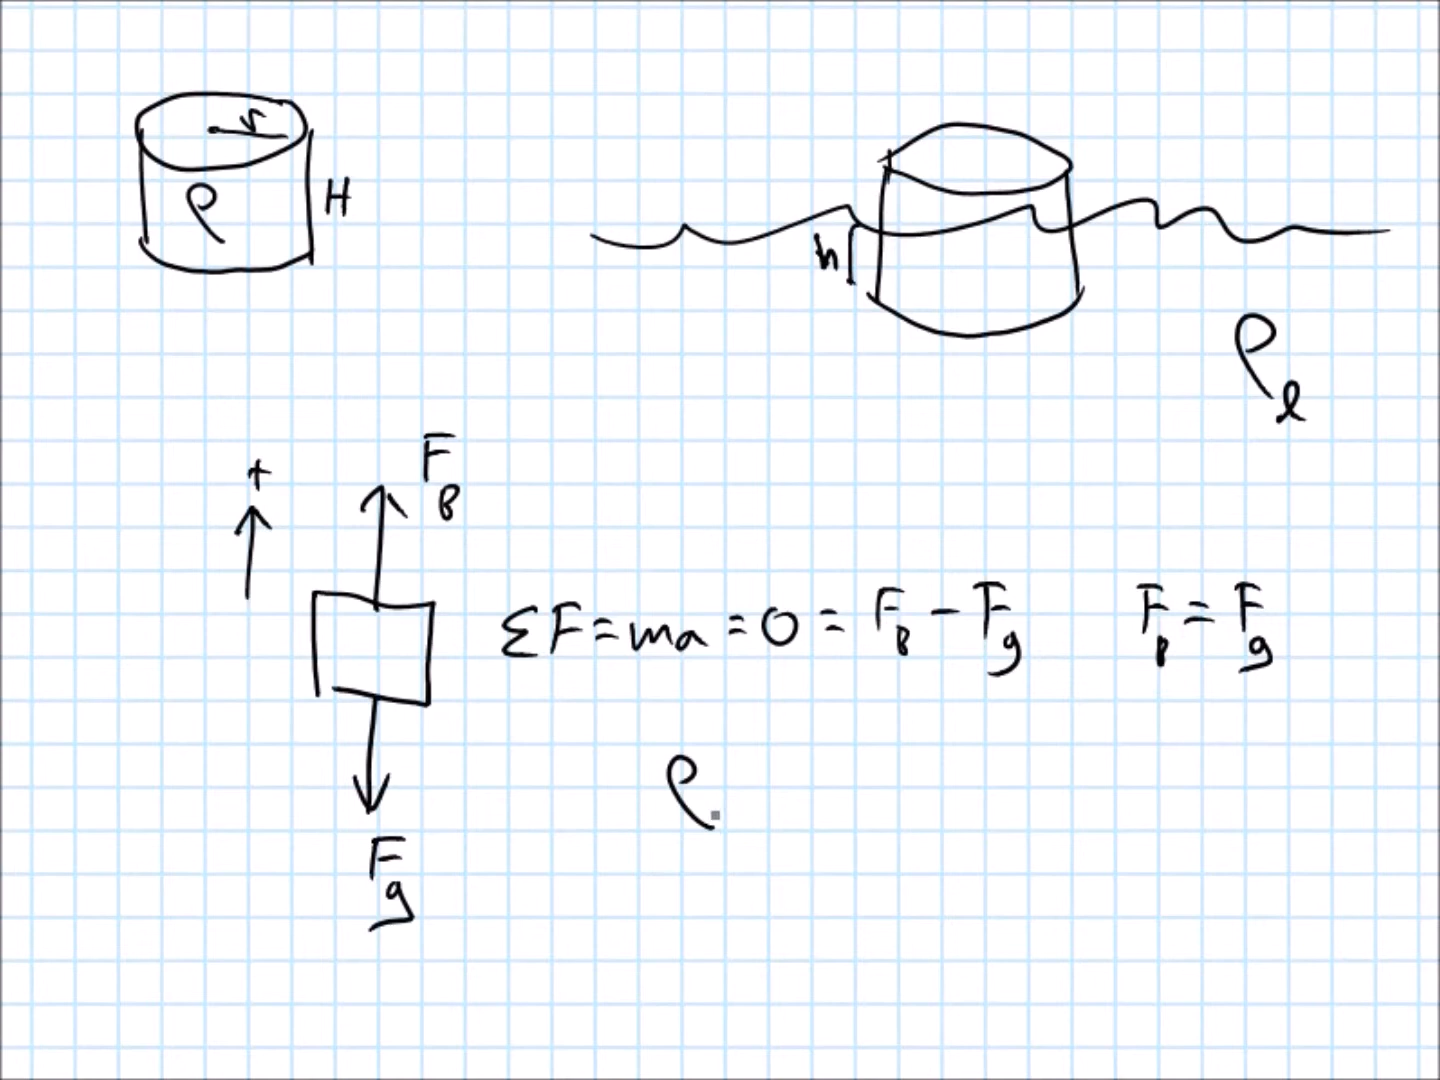 r
ρ
H
h
ρ_l
+
F_B
ΣF = ma = 0 = F_B - F_g    F_B = F_g
ρ
F_g